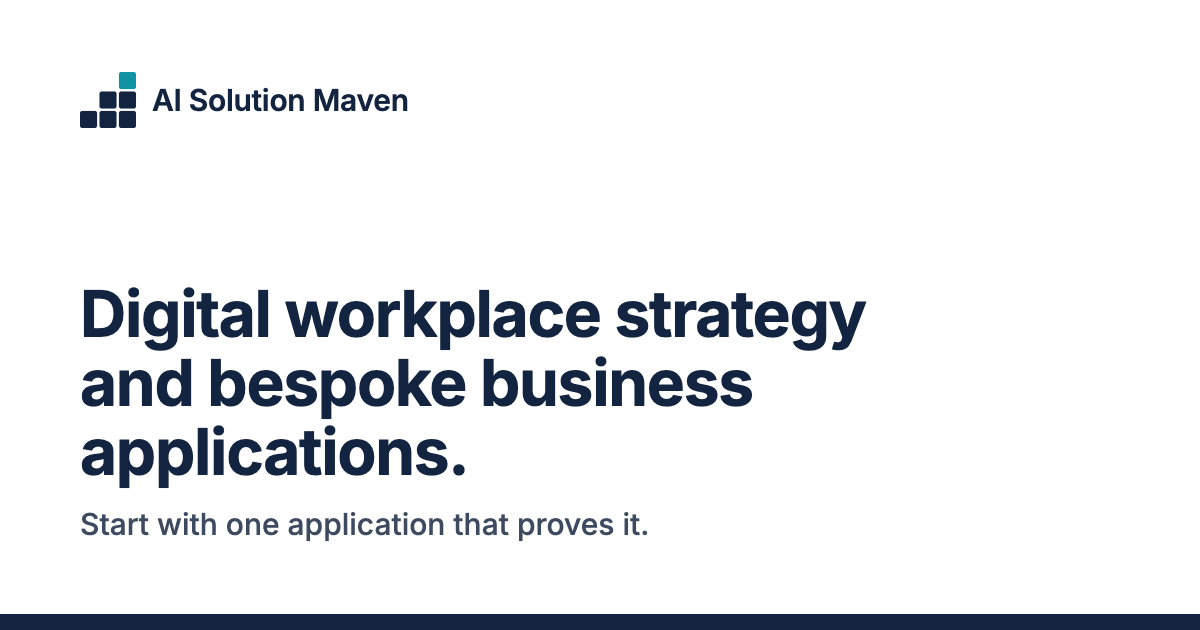 AI Solution Maven
Digital workplace strategy
and bespoke business
applications.
Start with one application that proves it.